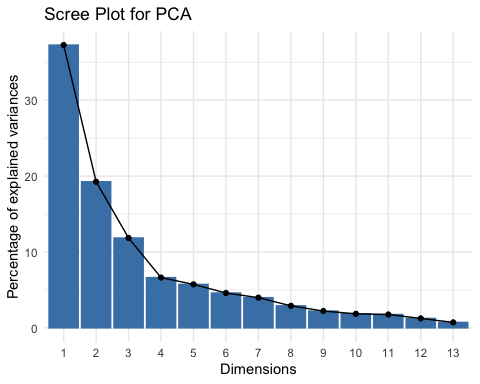 Scree Plot for PCA
Percentage of explained variances
30
20
10
0
1 2 3 4 5 6 7 8 9 10 11 12 13
Dimensions